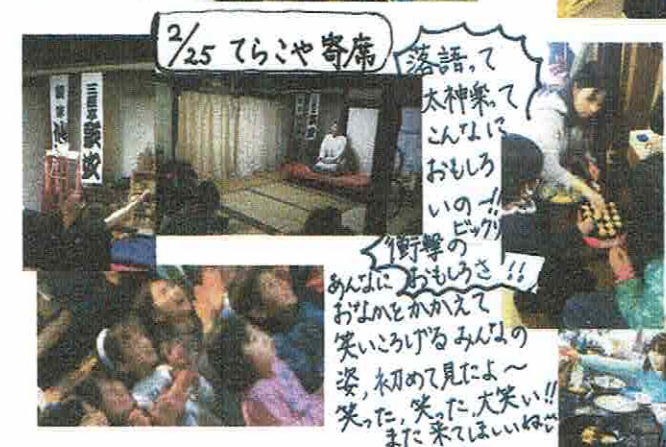 2/25 てらこや寄席
落語って
太神楽って
こんなに
おもしろ
いのー!!
ビックリ
衝撃の
おもしろさ!!
あんなに
おなかをかかえて
笑いころげるみんなの
姿,初めて見たよ〜
笑った,笑った,大笑い!!
また来てほしいね